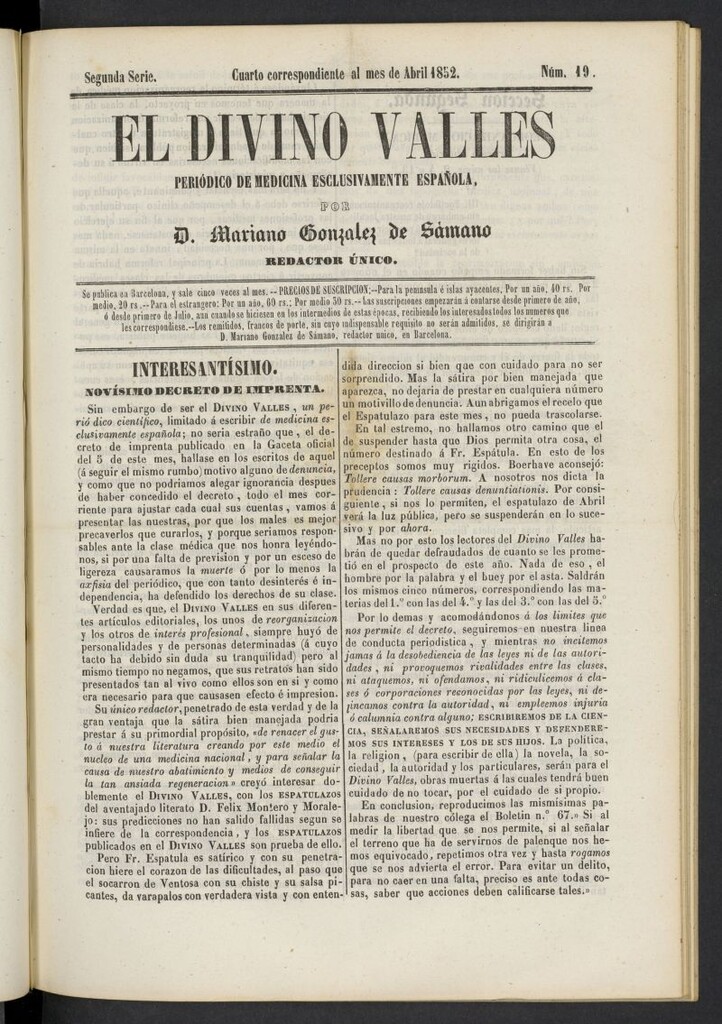 Segunda Serie. Cuarto correspondiente al mes de Abril 1852. Núm. 19.
EL DIVINO VALLES
PERIÓDICO DE MEDICINA ESCLUSIVAMENTE ESPAÑOLA,
POR
D. Mariano Gonzalez de Sámano
REDACTOR ÚNICO.
Se publica en Barcelona, y sale cinco veces al mes.--PRECIOS DE SUSCRIPCION:--Para la península é islas ayacentes, Por un año, 40 rs. Por
medio, 20 rs.--Para el estrangero: Por un año, 60 rs.; Por medio 30 rs.--Las suscripciones empezarán á contarse desde primero de año,
ó desde primero de Julio, aun cuando se hiciesen en los intermedios de estas épocas, recibiendo los interesados todos los numeros que
les correspondiese.--Los remitidos, francos de porte, sin cuyo indispensable requisito no serán admitidos, se dirigirán a
D. Mariano Gonzalez de Sámano, redactor unico, en Barcelona.
INTERESANTÍSIMO.
NOVÍSIMO DECRETO DE IMPRENTA.
Sin embargo de ser el DIVINO VALLES, un pe-
rió dico científico, limitado á escribir de medicina es-
clusivamente española; no seria estraño que, el de-
creto de imprenta publicado en la Gaceta oficial
del 5 de este mes, hallase en los escritos de aquel
(á seguir el mismo rumbo) motivo alguno de denuncia,
y como que no podriamos alegar ignorancia despues
de haber concedido el decreto, todo el mes cor-
riente para ajustar cada cual sus cuentas, vamos á
presentar las nuestras, por que los males es mejor
precaverlos que curarlos, y porque seriamos respon-
sables ante la clase médica que nos honra leyéndo-
nos, si por una falta de prevision y por un esceso de
ligereza causaramos la muerte ó por lo menos la
axfisia del periódico, que con tanto desinterés é in-
dependencia, ha defendido los derechos de su clase.
Verdad es que, el DIVINO VALLES en sus diferen-
tes artículos editoriales, los unos de reorganizacion
y los otros de interés profesional, siempre huyó de
personalidades y de personas determinadas (á cuyo
tacto ha debido sin duda su tranquilidad) pero al
mismo tiempo no negamos, que sus retratos han sido
presentados tan al vivo como ellos son en sí y como
era necesario para que causasen efecto é impresion.
Su único redactor, penetrado de esta verdad y de la
gran ventaja que la sátira bien manejada podria
prestar á su primordial propósito, «de renacer el gus-
to á nuestra literatura creando por este medio el
nucleo de una medicina nacional, y para señalar la
causa de nuestro abatimiento y medios de conseguir
la tan ansiada regeneracion» creyó interesar do-
blemente el DIVINO VALLES, con los ESPATULAZOS
del aventajado literato D. Felix Montero y Morale-
jo: sus predicciones no han salido fallidas segun se
infiere de la correspondencia, y los ESPATULAZOS
publicados en el DIVINO VALLES son prueba de ello.
Pero Fr. Espatula es satírico y con su penetra-
cion hiere el corazon de las dificultades, al paso que
el socarron de Ventosa con su chiste y su salsa pi-
cantes, da varapalos con verdadera vista y con enten-
dida direccion si bien que con cuidado para no ser
sorprendido. Mas la sátira por bien manejada que
aparezca, no dejaria de prestar en cualquiera número
un motivillo de denuncia. Aun abrigamos el recelo que
el Espatulazo para este mes, no pueda trascolarse.
En tal estremo, no hallamos otro camino que el
de suspender hasta que Dios permita otra cosa, el
número destinado á Fr. Espátula. En esto de los
preceptos somos muy rigidos. Boerhave aconsejó:
Tollere causas morborum. A nosotros nos dicta la
prudencia: Tollere causas denuntiationis. Por consi-
guiente, si nos lo permiten, el espatulazo de Abril
verá la luz pública, pero se suspenderán en lo suce-
sivo y por ahora.
Mas no por esto los lectores del Divino Valles ha-
brán de quedar defraudados de cuanto se les prome-
tió en el prospecto de este año. Nada de eso, el
hombre por la palabra y el buey por el asta. Saldrán
los mismos cinco números, correspondiendo las ma-
terias del 1.° con las del 4.° y las del 3.° con las del 5.°
Por lo demas y acomodándonos á los límites que
nos permite el decreto, seguiremos en nuestra linea
de conducta periodística, y mientras no incitemos
jamas á la desobediencia de las leyes ni de las autori-
dades, ni provoquemos rivalidades entre las clases,
ni ataquemos, ni ofendamos, ni ridiculicemos á cla-
ses ó corporaciones reconocidas por las leyes, ni de-
lincamos contra la autoridad, ni empleemos injuria
ó calumnia contra alguno; ESCRIBIREMOS DE LA CIEN-
CIA, SEÑALAREMOS SUS NECESIDADES Y DEFENDERE-
MOS SUS INTERESES Y LOS DE SUS HIJOS. La política,
la religion, (para escribir de ella) la novela, la so-
ciedad, la autoridad y los particulares, serán para el
Divino Valles, obras muertas á las cuales tendrá buen
cuidado de no tocar, por el cuidado de si propio.
En conclusion, reproducimos las mismísimas pa-
labras de nuestro cólega el Boletin n.° 67.» Si al
medir la libertad que se nos permite, si al señalar
el terreno que ha de servirnos de palenque nos he-
mos equivocado, repetimos otra vez y hasta rogamos
que se nos advierta el error. Para evitar un delito,
para no caer en una falta, preciso es ante todas co-
sas, saber que acciones deben calificarse tales.»